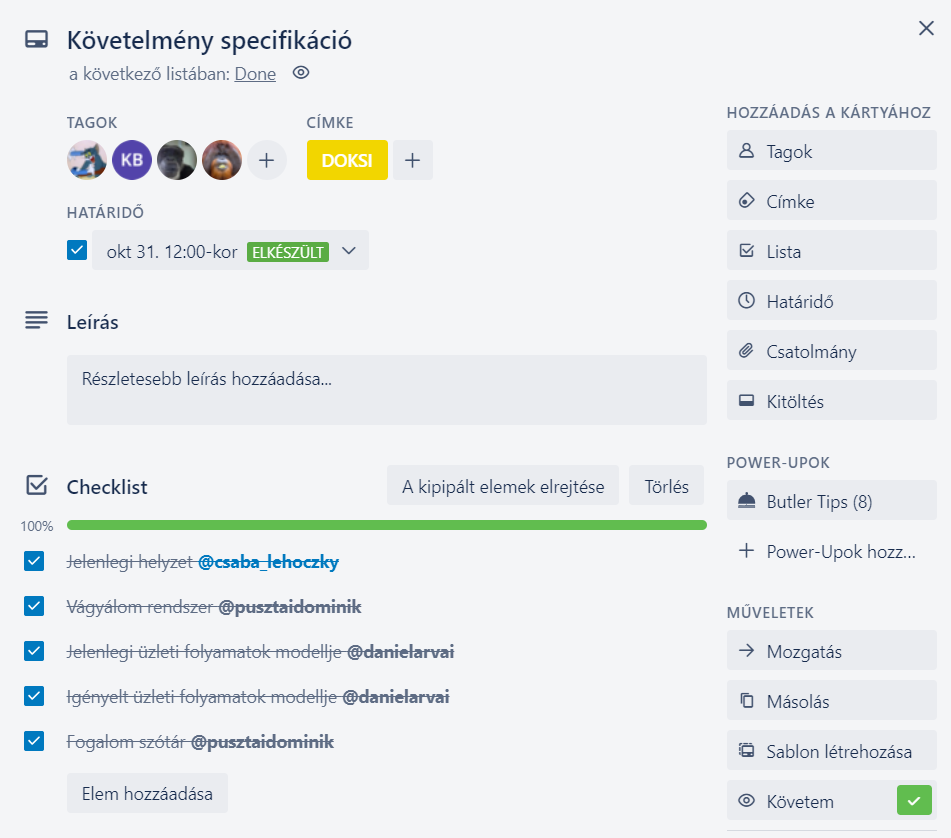 Követelmény specifikáció
a következő listában: Done
TAGOK
CÍMKE
KB
DOKSI
HATÁRIDŐ
okt 31. 12:00-kor ELKÉSZÜLT
Leírás
Részletesebb leírás hozzáadása...
Checklist
A kipipált elemek elrejtése
Törlés
100%
Jelenlegi helyzet @csaba_lehoczky
Vágyálom rendszer @pusztaidominik
Jelenlegi üzleti folyamatok modellje @danielarvai
Igényelt üzleti folyamatok modellje @danielarvai
Fogalom szótár @pusztaidominik
Elem hozzáadása
HOZZÁADÁS A KÁRTYÁHOZ
Tagok
Címke
Lista
Határidő
Csatolmány
Kitöltés
POWER-UPOK
Butler Tips (8)
Power-Upok hozz...
MŰVELETEK
Mozgatás
Másolás
Sablon létrehozása
Követem